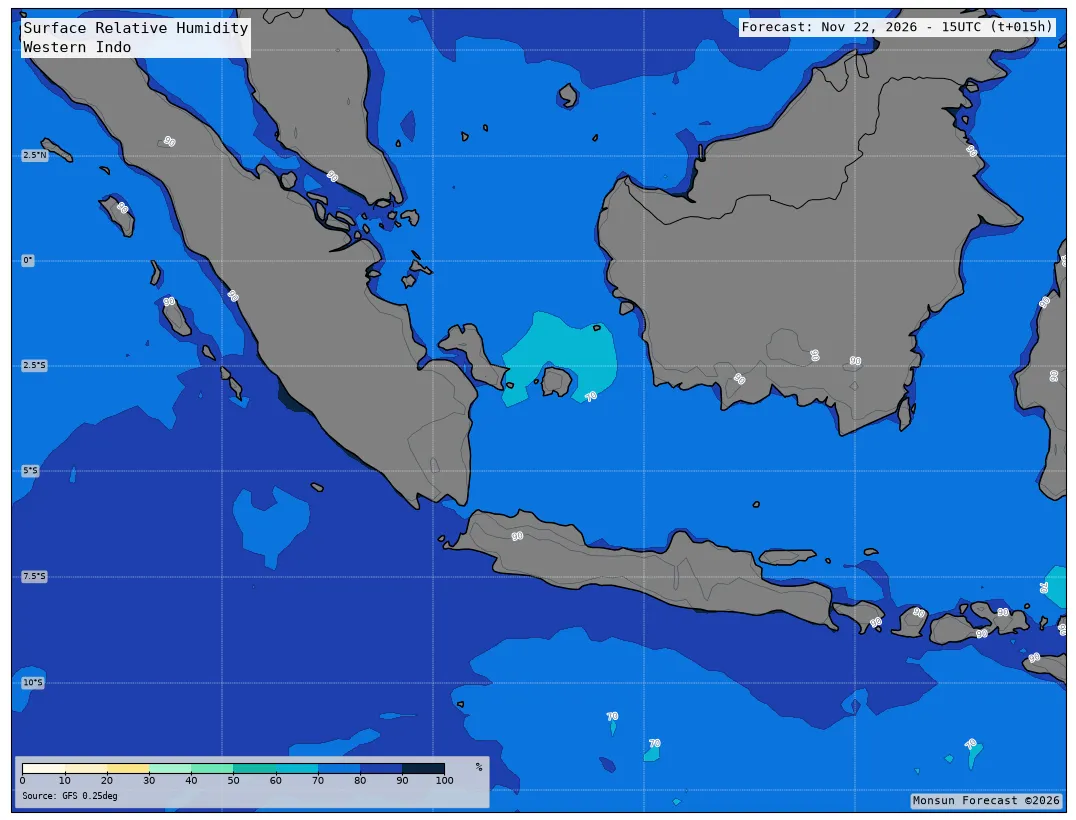 Surface Relative Humidity
Western Indo
Forecast: Nov 22, 2026 - 15UTC (t+015h)
90
90
2.5°N
90
90
0°
90
90
90
90
90
2.5°S
90
90
90
70
5°S
90
7.5°S
70
90
90
90
90
90
10°S
70
70
70
0 10 20 30 40 50 60 70 80 90 100 %
Source: GFS 0.25deg
Monsun Forecast ©2026